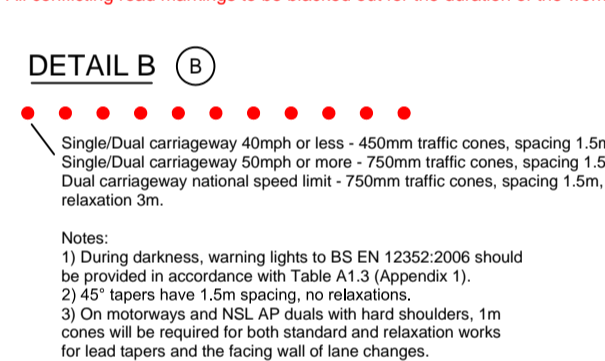 DETAIL B B
Single/Dual carriageway 40mph or less - 450mm traffic cones, spacing 1.5m
Single/Dual carriageway 50mph or more - 750mm traffic cones, spacing 1.5
Dual carriageway national speed limit - 750mm traffic cones, spacing 1.5m,
relaxation 3m.
Notes:
1) During darkness, warning lights to BS EN 12352:2006 should
be provided in accordance with Table A1.3 (Appendix 1).
2) 45° tapers have 1.5m spacing, no relaxations.
3) On motorways and NSL AP duals with hard shoulders, 1m
cones will be required for both standard and relaxation works
for lead tapers and the facing wall of lane changes.